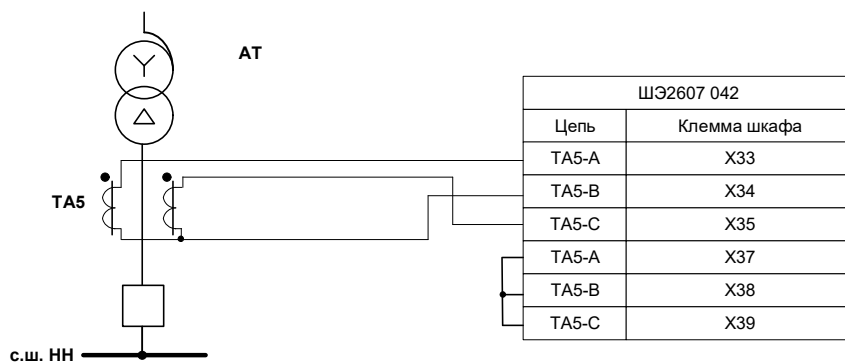 АТ
ШЭ2607 042
Цепь Клемма шкафа
ТА5-А Х33
ТА5-В Х34
ТА5-С Х35
ТА5-А Х37
ТА5-В Х38
ТА5-С Х39
ТА5
с.ш. НН